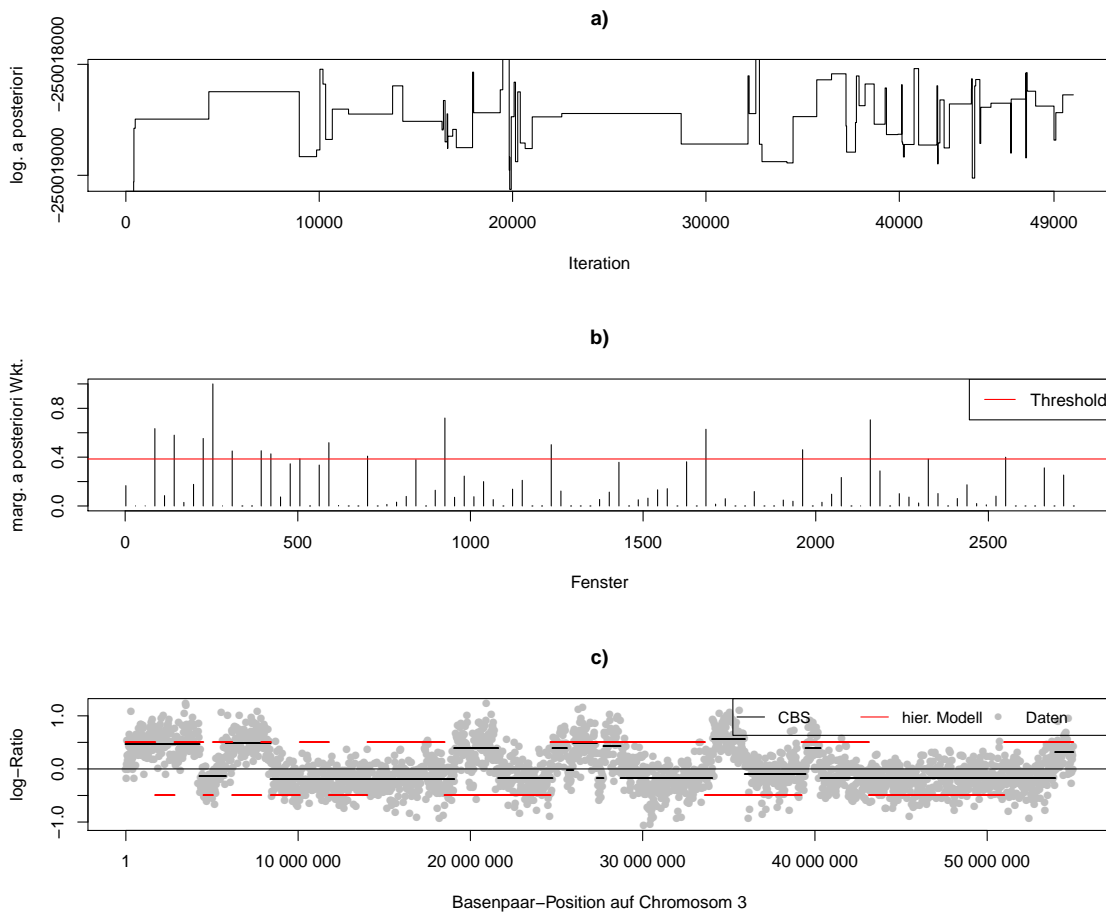 a)
log. a posteriori
−250019000
−250018000
0
10000
20000
30000
40000
49000
Iteration
b)
marg. a posteriori Wkt.
0.0
0.4
0.8
Threshold
0
500
1000
1500
2000
2500
Fenster
c)
log−Ratio
−1.0
0.0
1.0
CBS
hier. Modell
Daten
1
10 000 000
20 000 000
30 000 000
40 000 000
50 000 000
Basenpaar−Position auf Chromosom 3